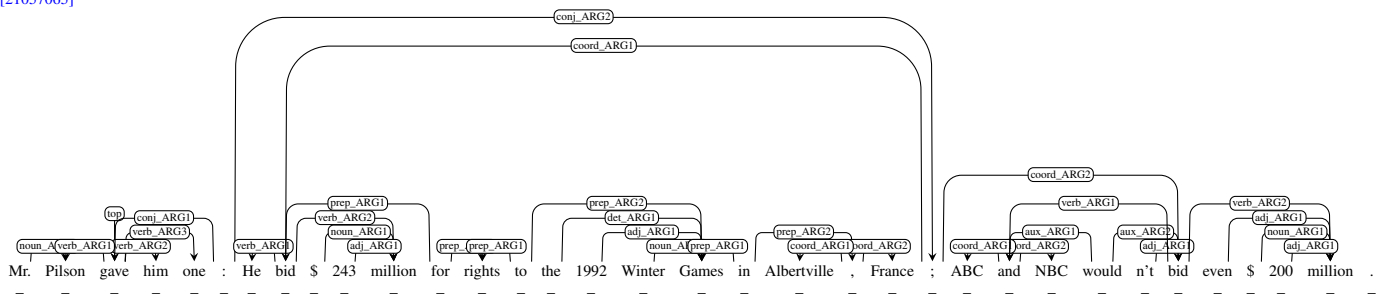 conj_ARG2
coord_ARG1
coord_ARG2
prep_ARG1 prep_ARG2 verb_ARG1 verb_ARG2
top conj_ARG1 verb_ARG2 det_ARG1 adj_ARG1
verb_ARG3 noun_ARG1 adj_ARG1 prep_ARG2 aux_ARG1 aux_ARG2 noun_ARG1
verb_ARG1 verb_ARG2 verb_ARG1 adj_ARG1 prep_ARG1 prep_ARG1 coord_ARG1 coord_ARG2 coord_ARG1 adj_ARG1 adj_ARG1
Mr. Pilson gave him one : He bid $ 243 million for rights to the 1992 Winter Games in Albertville , France ; ABC and NBC would n't bid even $ 200 million .